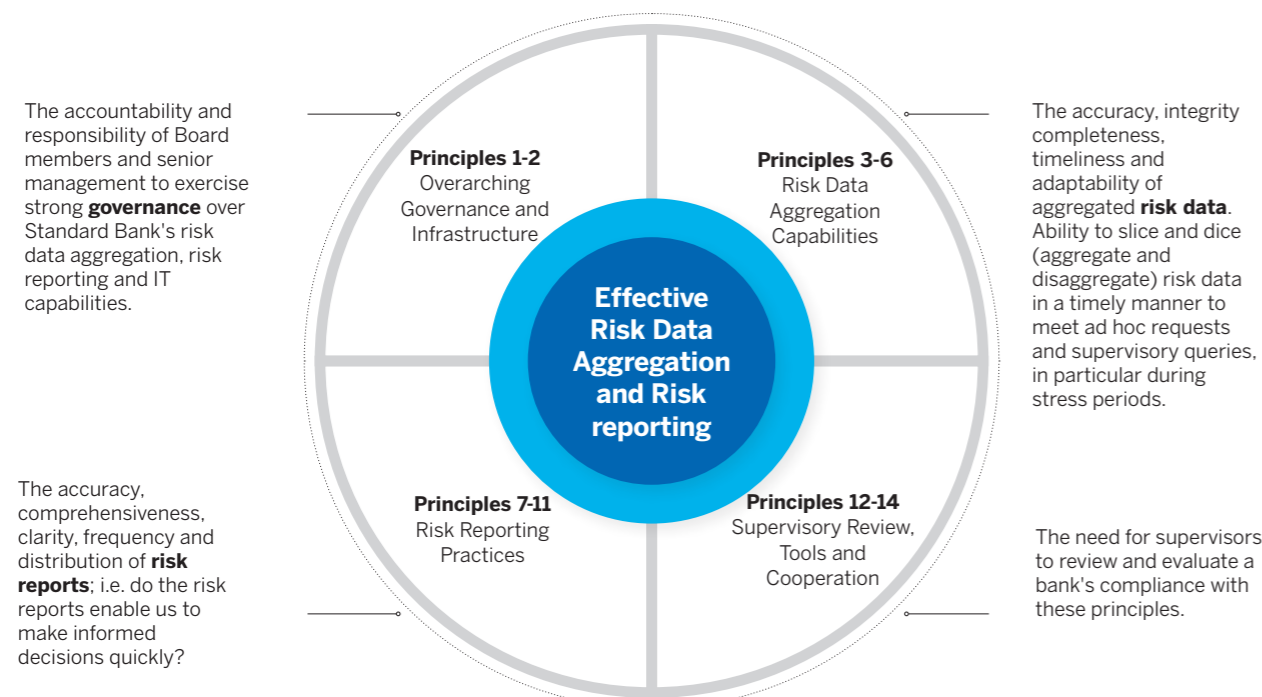 The accountability and
responsibility of Board
members and senior
management to exercise
strong governance over
Standard Bank's risk
data aggregation, risk
reporting and IT
capabilities.
Principles 1-2
Overarching
Governance and
Infrastructure
Principles 3-6
Risk Data
Aggregation
Capabilities
The accuracy, integrity
completeness,
timeliness and
adaptability of
aggregated risk data.
Ability to slice and dice
(aggregate and
disaggregate) risk data
in a timely manner to
meet ad hoc requests
and supervisory queries,
in particular during
stress periods.
Effective
Risk Data
Aggregation
and Risk
reporting
The accuracy,
comprehensiveness,
clarity, frequency and
distribution of risk
reports; i.e. do the risk
reports enable us to
make informed
decisions quickly?
Principles 7-11
Risk Reporting
Practices
Principles 12-14
Supervisory Review,
Tools and
Cooperation
The need for supervisors
to review and evaluate a
bank's compliance with
these principles.